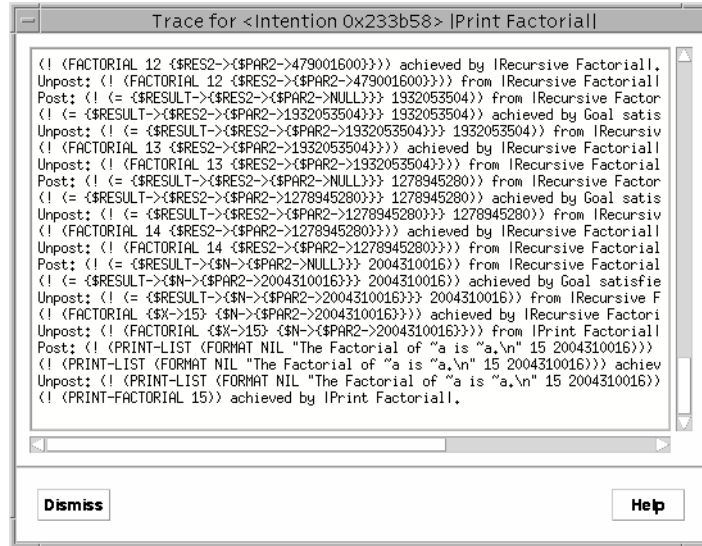 Trace for <Intention 0x233b58> |Print Factorial|
(! (FACTORIAL 12 {$RES2->{$PAR2->479001600}})) achieved by |Recursive Factorial|.
Unpost: (! (FACTORIAL 12 {$RES2->{$PAR2->479001600}})) from |Recursive Factorial|
Post: (! (= {$RESULT->{$RES2->{$PAR2->NULL}}} 1932053504)) from |Recursive Factor
(! (= {$RESULT->{$RES2->{$PAR2->1932053504}}} 1932053504)) achieved by Goal satis
Unpost: (! (= {$RESULT->{$RES2->{$PAR2->1932053504}}} 1932053504)) from |Recursiv
(! (FACTORIAL 13 {$RES2->{$PAR2->1932053504}})) achieved by |Recursive Factorial|
Unpost: (! (FACTORIAL 13 {$RES2->{$PAR2->1932053504}})) from |Recursive Factorial
Post: (! (= {$RESULT->{$RES2->{$PAR2->NULL}}} 1278945280)) from |Recursive Factor
(! (= {$RESULT->{$RES2->{$PAR2->1278945280}}} 1278945280)) achieved by Goal satis
Unpost: (! (= {$RESULT->{$RES2->{$PAR2->1278945280}}} 1278945280)) from |Recursiv
(! (FACTORIAL 14 {$RES2->{$PAR2->1278945280}})) achieved by |Recursive Factorial|
Unpost: (! (FACTORIAL 14 {$RES2->{$PAR2->1278945280}})) from |Recursive Factorial
Post: (! (= {$RESULT->{$N->{$PAR2->NULL}}} 2004310016)) from |Recursive Factorial
(! (= {$RESULT->{$N->{$PAR2->2004310016}}} 2004310016)) achieved by Goal satisfie
Unpost: (! (= {$RESULT->{$N->{$PAR2->2004310016}}} 2004310016)) from |Recursive F
(! (FACTORIAL {$X->15} {$N->{$PAR2->2004310016}})) achieved by |Recursive Factori
Unpost: (! (FACTORIAL {$X->15} {$N->{$PAR2->2004310016}})) from |Print Factorial|
Post: (! (PRINT-LIST (FORMAT NIL "The Factorial of ~a is ~a.\n" 15 2004310016)))
(! (PRINT-LIST (FORMAT NIL "The Factorial of ~a is ~a.\n" 15 2004310016))) achiev
Unpost: (! (PRINT-LIST (FORMAT NIL "The Factorial of ~a is ~a.\n" 15 2004310016))
(! (PRINT-FACTORIAL 15)) achieved by |Print Factorial|.
Dismiss
Help